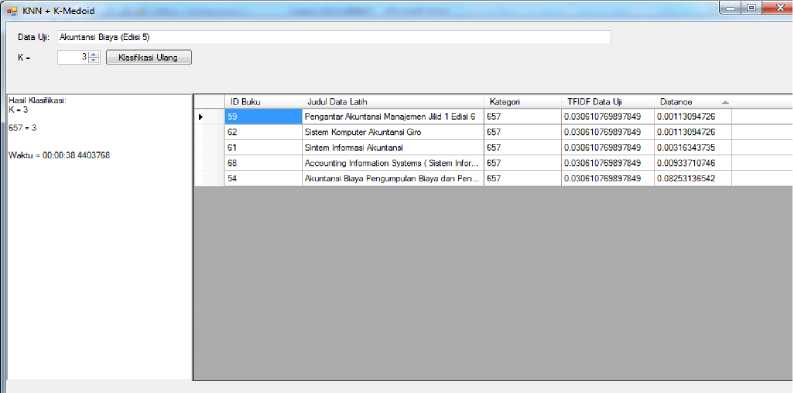 KNN + K-Medoid
Data Uji: Akuntansi Biaya (Edisi 5)
K = 3 Klasfikasi Ulang
Hasil Klasifikasi:
K = 3
657 = 3
Waktu = 00:00:38.4403768
ID Buku Judul Data Latih Kategori TFIDF Data Uji Distance
59 Pengantar Akuntansi Manajemen Jilid 1 Edisi 6 657 0.030610769897849 0.00113094726
62 Sistem Komputer Akuntansi Giro 657 0.030610769897849 0.00113094726
61 Sintem Informasi Akuntansi 657 0.030610769897849 0.00316343735
68 Accounting Information Systems ( Sistem Infor... 657 0.030610769897849 0.00933710746
54 Akuntansi Biaya Pengumpulan Biaya dan Pen... 657 0.030610769897849 0.08253136542